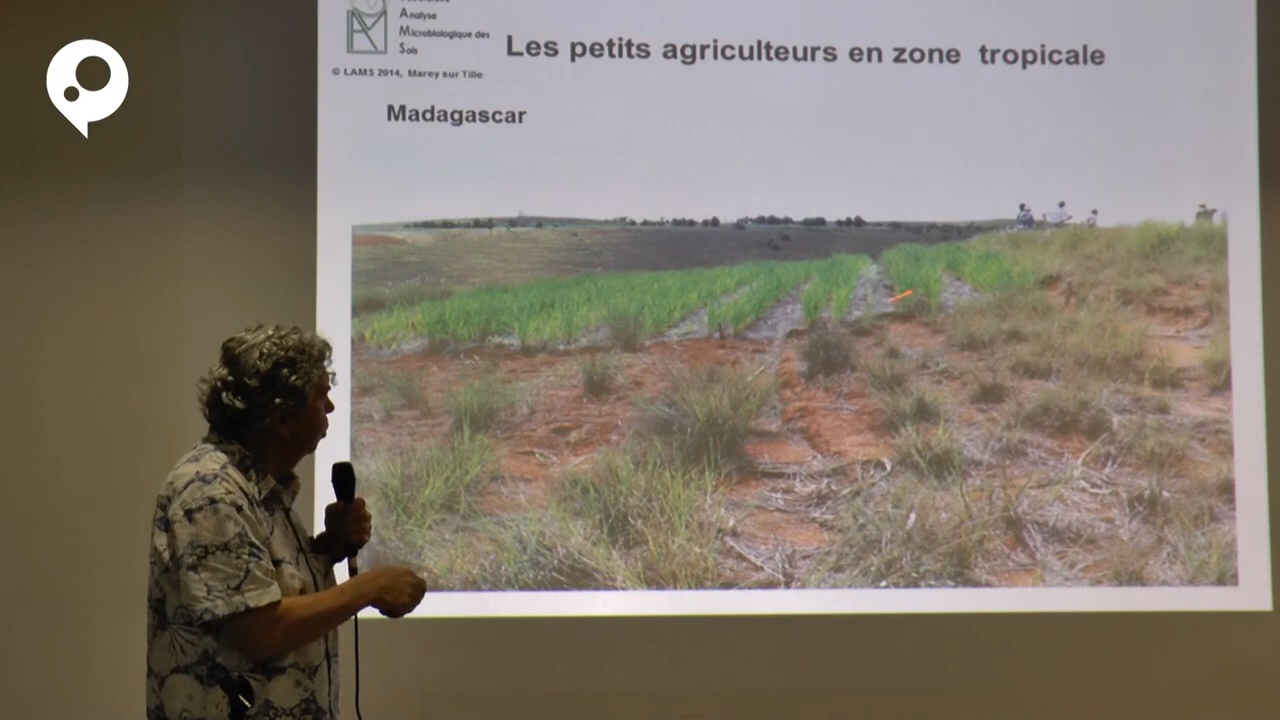 Analyse
Microbiologique des
Sols
© LAMS 2014, Marey sur Tille
Les petits agriculteurs en zone tropicale
Madagascar